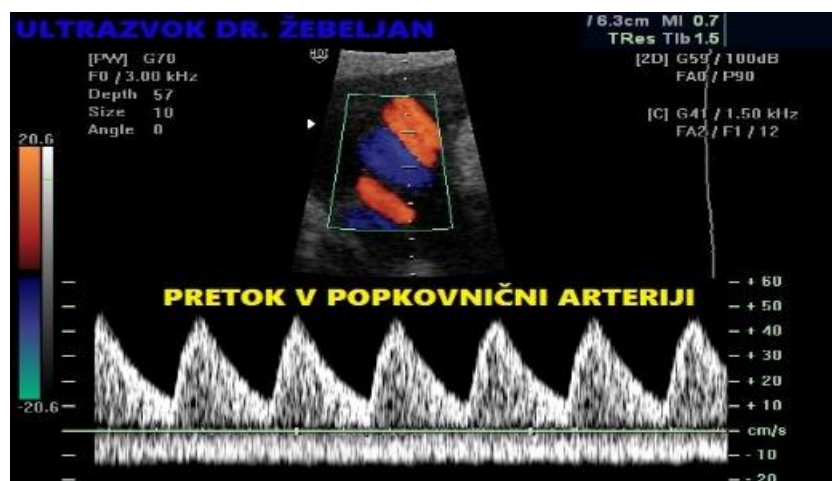 ULTRAZVOK DR. ŽEBELJAN
/ 6.3cm MI 0.7
TRes TIb 1.5
[PW] G70
F0 / 3.00 kHz
Depth 57
Size 10
Angle 0
[2D] G59 / 100dB
FA0 / P90
[C] G41 / 1.50 kHz
FA2 / F1 / 12
20.6
-20.6
PRETOK V POPKOVNIČNI ARTERIJI
+ 60
+ 50
+ 40
+ 30
+ 20
+ 10
cm/s
- 10
- 20